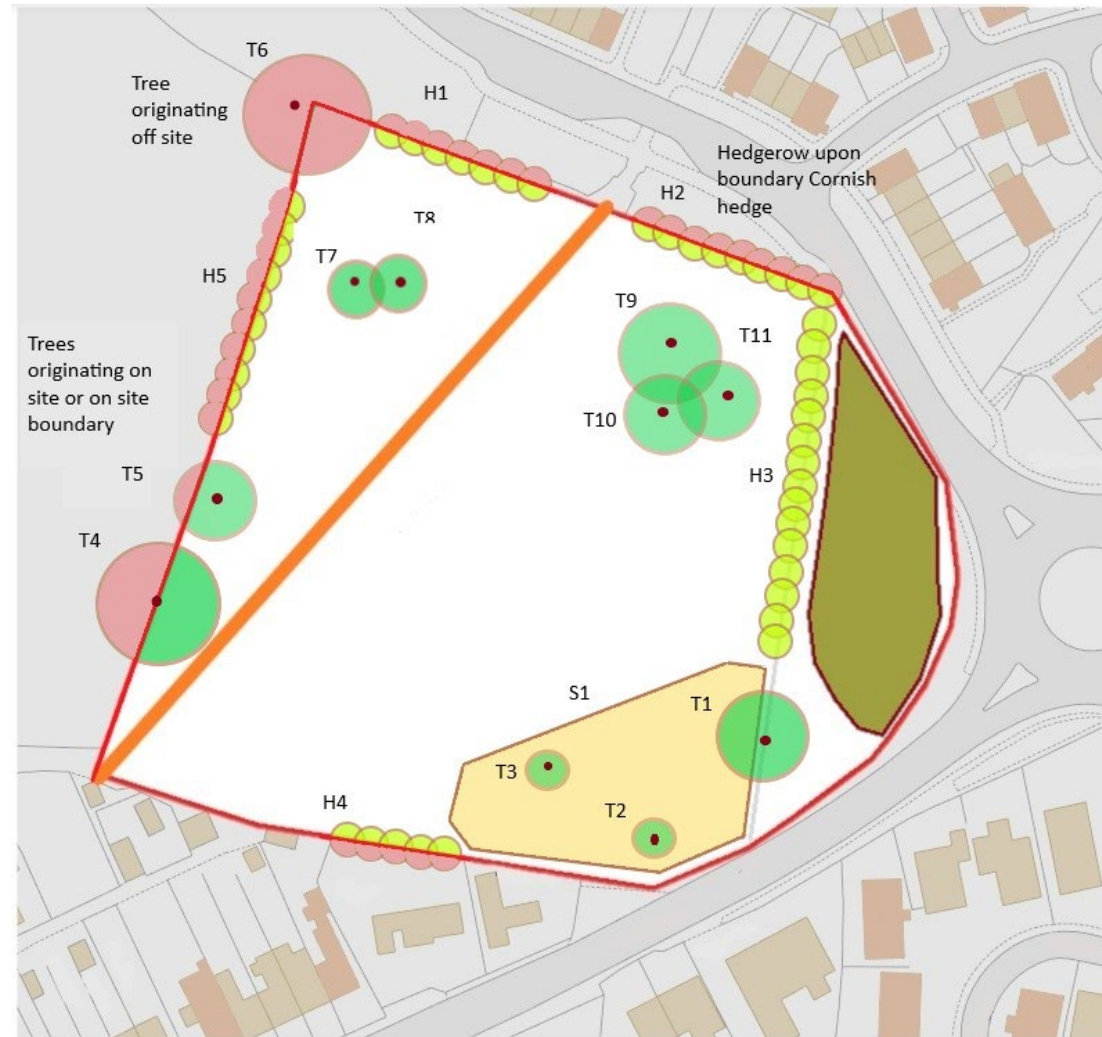 T6
Tree
originating
off site
H1
Hedgerow upon
boundary Cornish
hedge
H2
T8
T7
H5
T9
T11
T10
Trees
originating on
site or on site
boundary
T5
H3
T4
S1
T1
T3
T2
H4